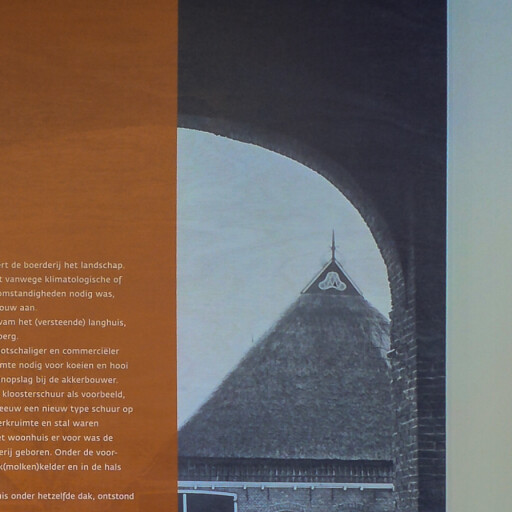 rt de boerderij het landschap.
t vanwege klimatologische of
omstandigheden nodig was,
ouw aan.
vam het (versteende) langhuis,
berg.
otschaliger en commerciëler
mte nodig voor koeien en hooi
nopslag bij de akkerbouwer.
kloosterschuur als voorbeeld,
eeuw een nieuw type schuur op
erkruimte en stal waren
et woonhuis er voor was de
erij geboren. Onder de voor-
k(molken)kelder en in de hals
is onder hetzelfde dak, ontstond